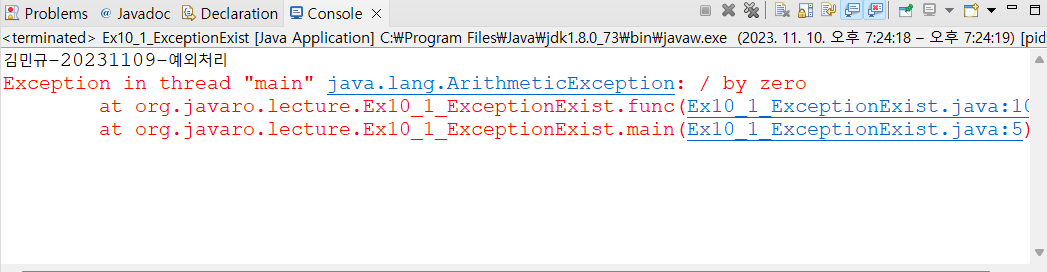 Problems @ Javadoc Declaration Console
<terminated> Ex10_1_ExceptionExist [Java Application] C:₩Program Files₩Java₩jdk1.8.0_73₩bin₩javaw.exe (2023. 11. 10. 오후 7:24:18 – 오후 7:24:19) [pid
김민규-20231109-예외처리
Exception in thread "main" java.lang.ArithmeticException: / by zero
at org.javaro.lecture.Ex10_1_ExceptionExist.func(Ex10_1_ExceptionExist.java:10
at org.javaro.lecture.Ex10_1_ExceptionExist.main(Ex10_1_ExceptionExist.java:5)